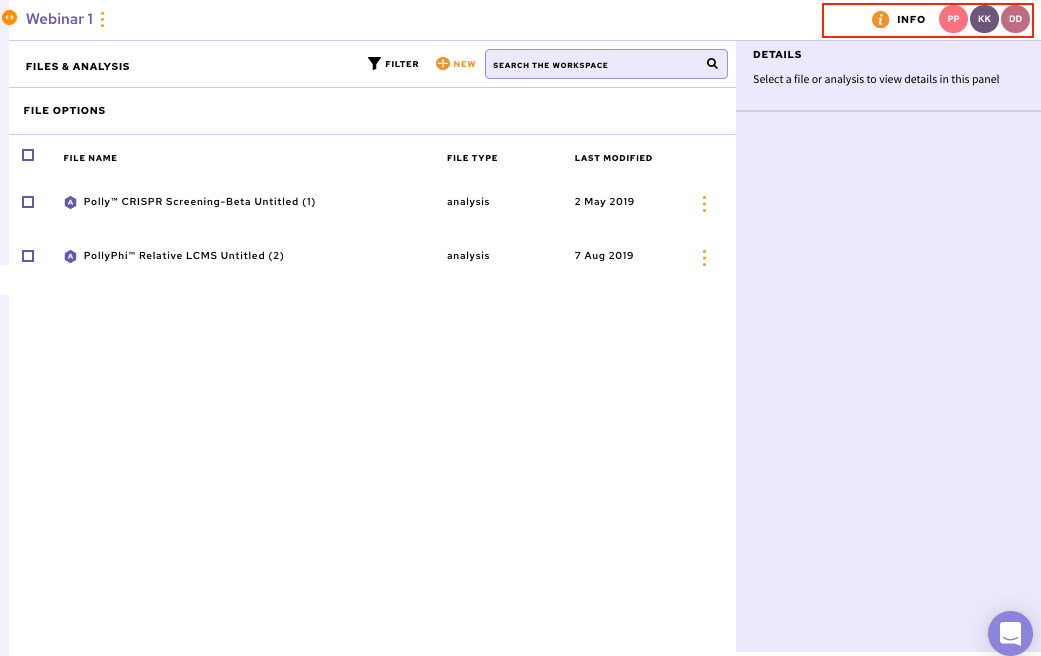 Webinar 1
i INFO PP KK DD
FILES & ANALYSIS
FILTER
NEW
SEARCH THE WORKSPACE
DETAILS
Select a file or analysis to view details in this panel
FILE OPTIONS
FILE NAME FILE TYPE LAST MODIFIED
A Polly™ CRISPR Screening-Beta Untitled (1) analysis 2 May 2019
A PollyPhi™ Relative LCMS Untitled (2) analysis 7 Aug 2019